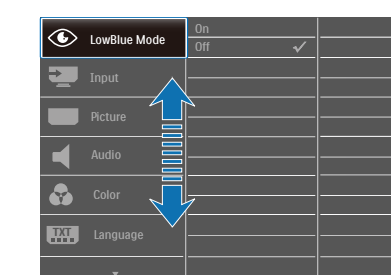 LowBlue Mode
On
Off
Input
Picture
Audio
Color
TXT
Language